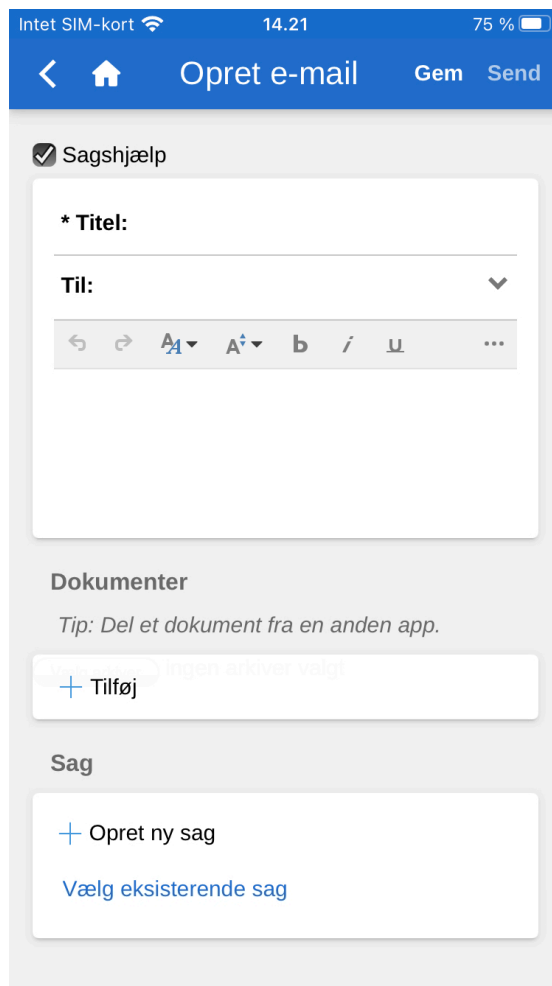 Intet SIM-kort 14.21 75 %
Opret e-mail Gem Send
Sagshjælp
* Titel:
Til:
A A A b i u ...
Dokumenter
Tip: Del et dokument fra en anden app.
Ingen arkiver valgt
+ Tilføj
Sag
+ Opret ny sag
Vælg eksisterende sag